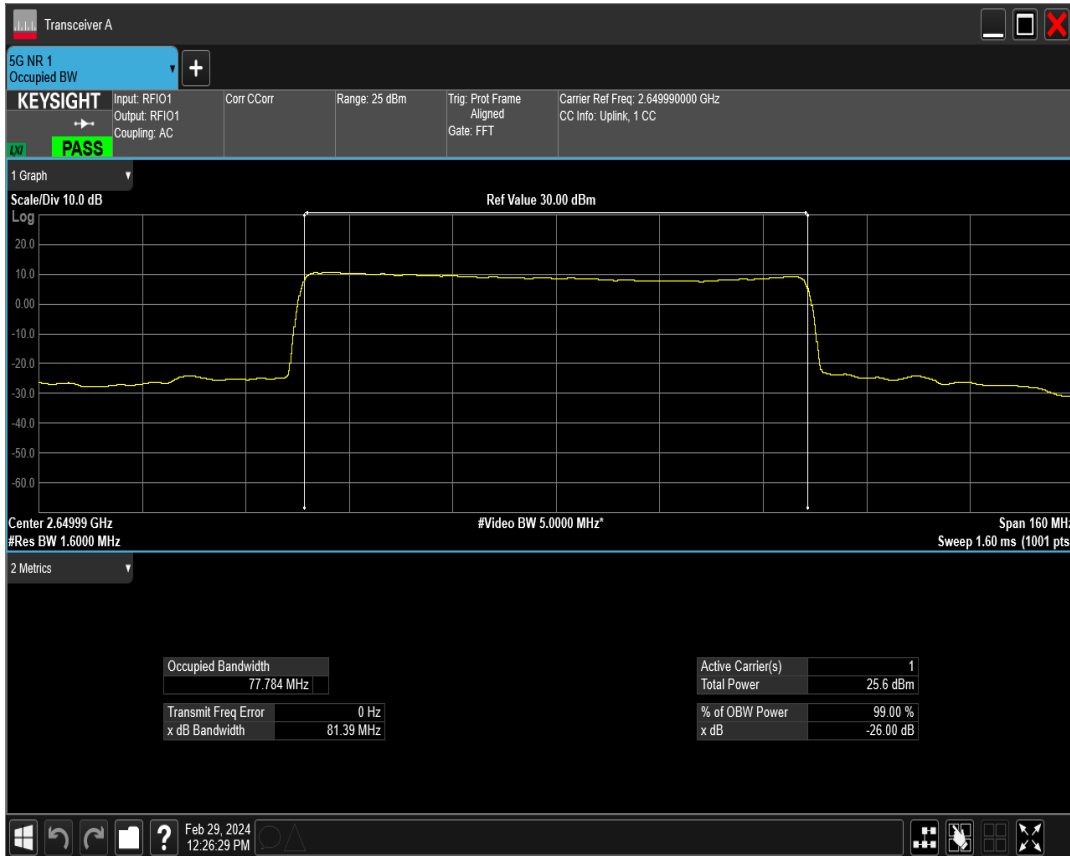 Transceiver A
5G NR 1
Occupied BW
+
KEYSIGHT
LXI
PASS
Input: RFIO1
Output: RFIO1
Coupling: AC
Corr CCorr
Range: 25 dBm
Trig: Prot Frame
Aligned
Gate: FFT
Carrier Ref Freq: 2.649990000 GHz
CC Info: Uplink, 1 CC
1 Graph
Scale/Div 10.0 dB
Ref Value 30.00 dBm
Log
20.0
10.0
0.00
-10.0
-20.0
-30.0
-40.0
-50.0
-60.0
Center 2.64999 GHz
#Video BW 5.0000 MHz*
Span 160 MHz
#Res BW 1.6000 MHz
Sweep 1.60 ms (1001 pts
2 Metrics
Occupied Bandwidth
77.784 MHz
Transmit Freq Error 0 Hz
x dB Bandwidth 81.39 MHz
Active Carrier(s) 1
Total Power 25.6 dBm
% of OBW Power 99.00 %
x dB -26.00 dB
?
Feb 29, 2024
12:26:29 PM